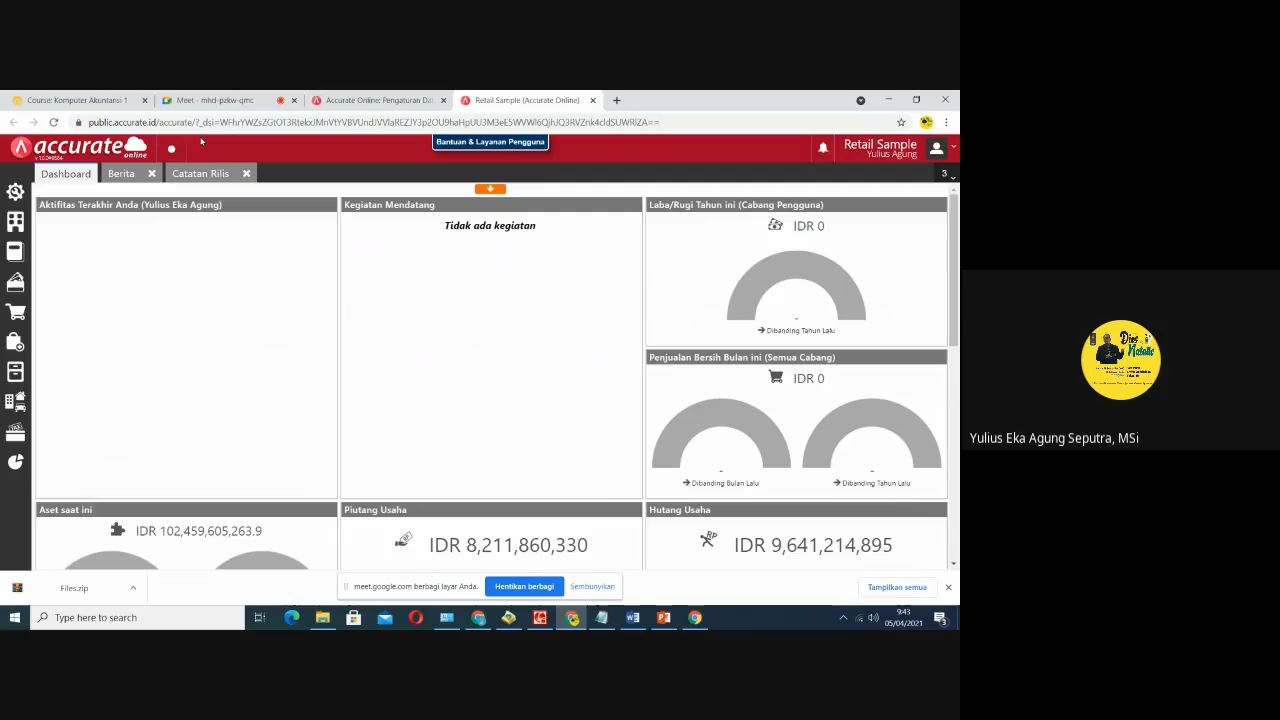 Course: Komputer Akuntansi 1
Meet - mhd-pzkw-qmc
Accurate Online: Pengaturan Dat
Retail Sample (Accurate Online)
Bantuan & Layanan Pengguna
accurate
online
Retail Sample
Yulius Agung
Dashboard
Berita
Catatan Rilis
3
Aktifitas Terakhir Anda (Yulius Eka Agung)
Kegiatan Mendatang
Tidak ada kegiatan
Laba/Rugi Tahun ini (Cabang Pengguna)
IDR 0
-
Dibanding Tahun Lalu
Penjualan Bersih Bulan ini (Semua Cabang)
IDR 0
- -
Dibanding Bulan Lalu
Dibanding Tahun Lalu
Aset saat ini
IDR 102,459,605,263.9
Piutang Usaha
IDR 8,211,860,330
Hutang Usaha
RP
IDR 9,641,214,895
Files.zip
meet.google.com berbagi layar Anda.
Hentikan berbagi
Sembunyikan
Tampilkan semua
Type here to search
9:43
05/04/2021
Dies
Natalis
Yulius Eka Agung Seputra, MSi